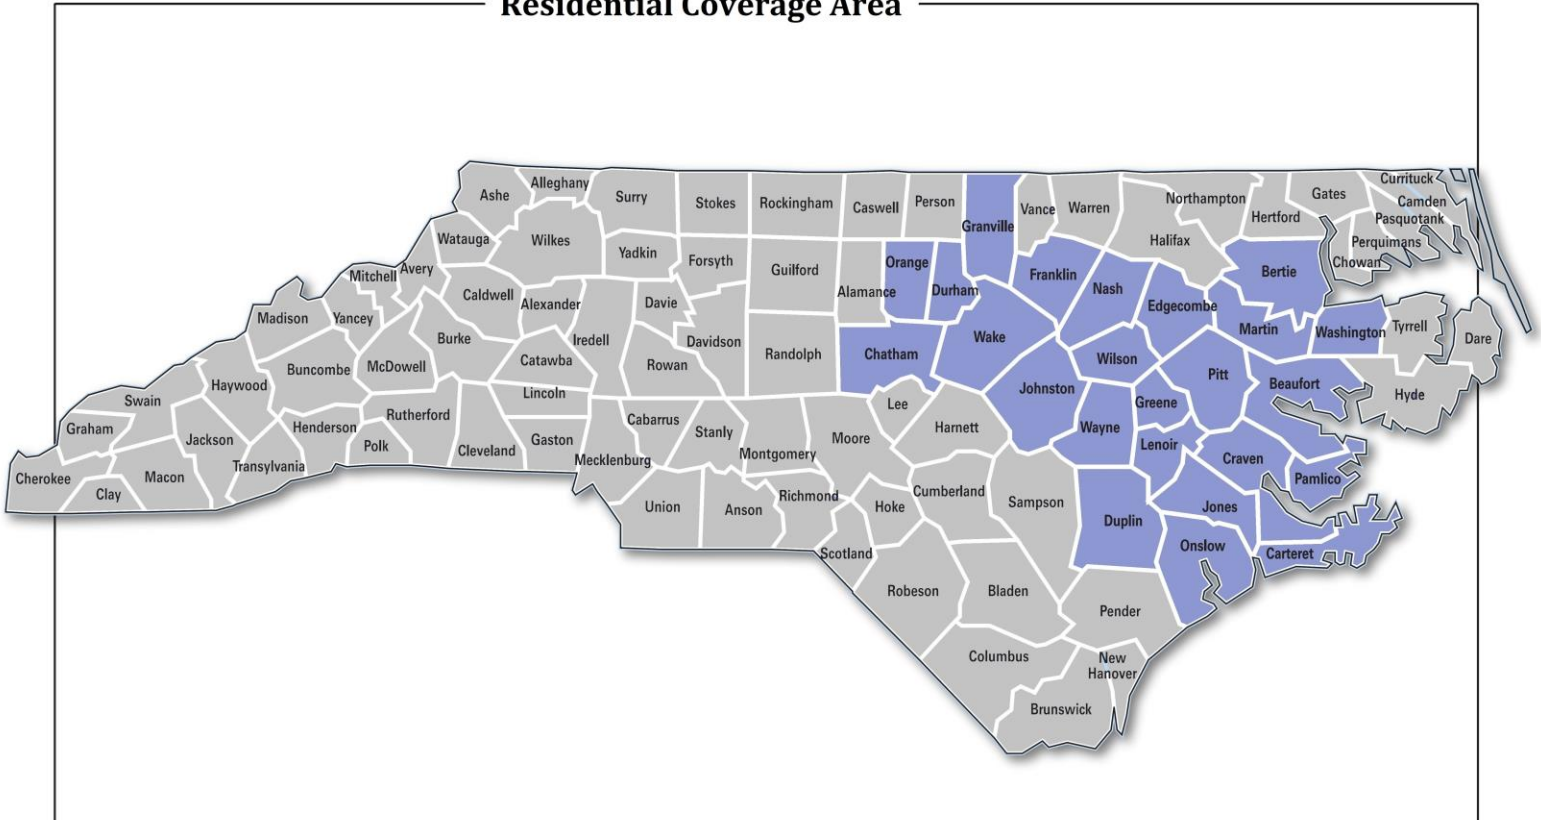 Residential Coverage Area
Ashe
Alleghany
Surry
Stokes
Rockingham
Caswell
Person
Granville
Vance
Warren
Northampton
Halifax
Hertford
Gates
Currituck
Camden
Pasquotank
Perquimans
Chowan
Watauga
Wilkes
Yadkin
Forsyth
Guilford
Alamance
Orange
Durham
Franklin
Nash
Edgecombe
Bertie
Martin
Washington
Tyrrell
Dare
Mitchell
Avery
Caldwell
Alexander
Davie
Iredell
Davidson
Randolph
Chatham
Wake
Wilson
Pitt
Beaufort
Hyde
Madison
Yancey
Burke
McDowell
Catawba
Rowan
Johnston
Greene
Buncombe
Haywood
Swain
Lincoln
Rutherford
Cabarrus
Stanly
Lee
Harnett
Wayne
Lenoir
Craven
Pamlico
Graham
Jackson
Henderson
Polk
Cleveland
Gaston
Mecklenburg
Montgomery
Moore
Cherokee
Clay
Macon
Transylvania
Union
Anson
Richmond
Hoke
Cumberland
Sampson
Duplin
Jones
Onslow
Carteret
Scotland
Robeson
Bladen
Pender
Columbus
New
Hanover
Brunswick